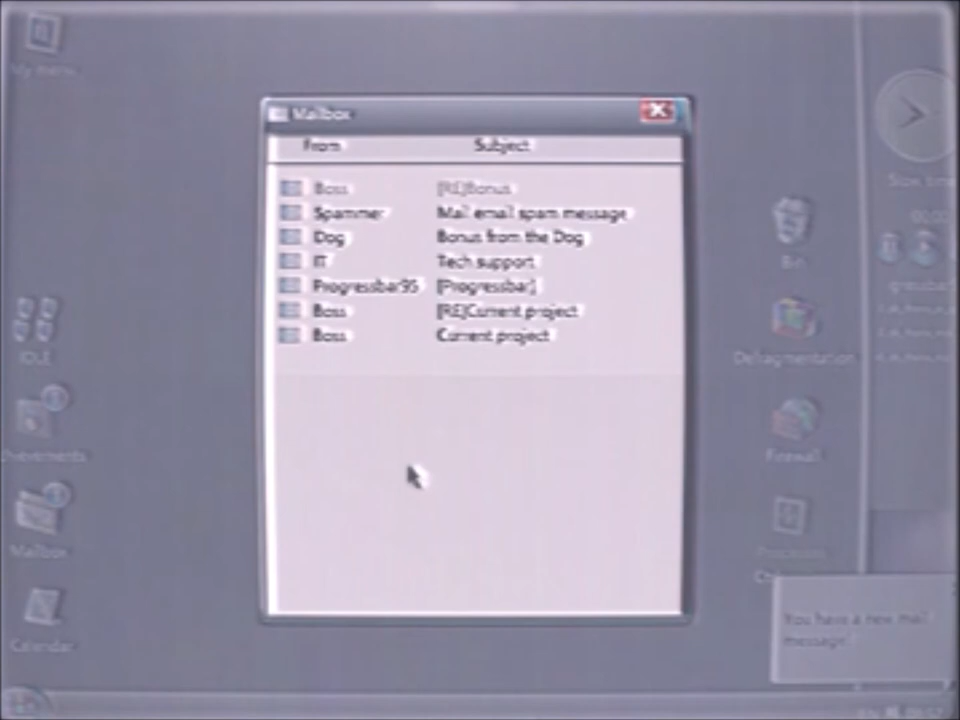 My menu
Mailbox
From Subject
Boss [RE]Bonus
Spammer Mail email spam message
Dog Bonus from the Dog
IT Tech support
Progressbar95 [Progressbar]
Boss [RE]Current project
Boss Current project
Bin
IDLE
Defragmentation
Firewall
Mailbox
Calendar
You have a new mail
message!